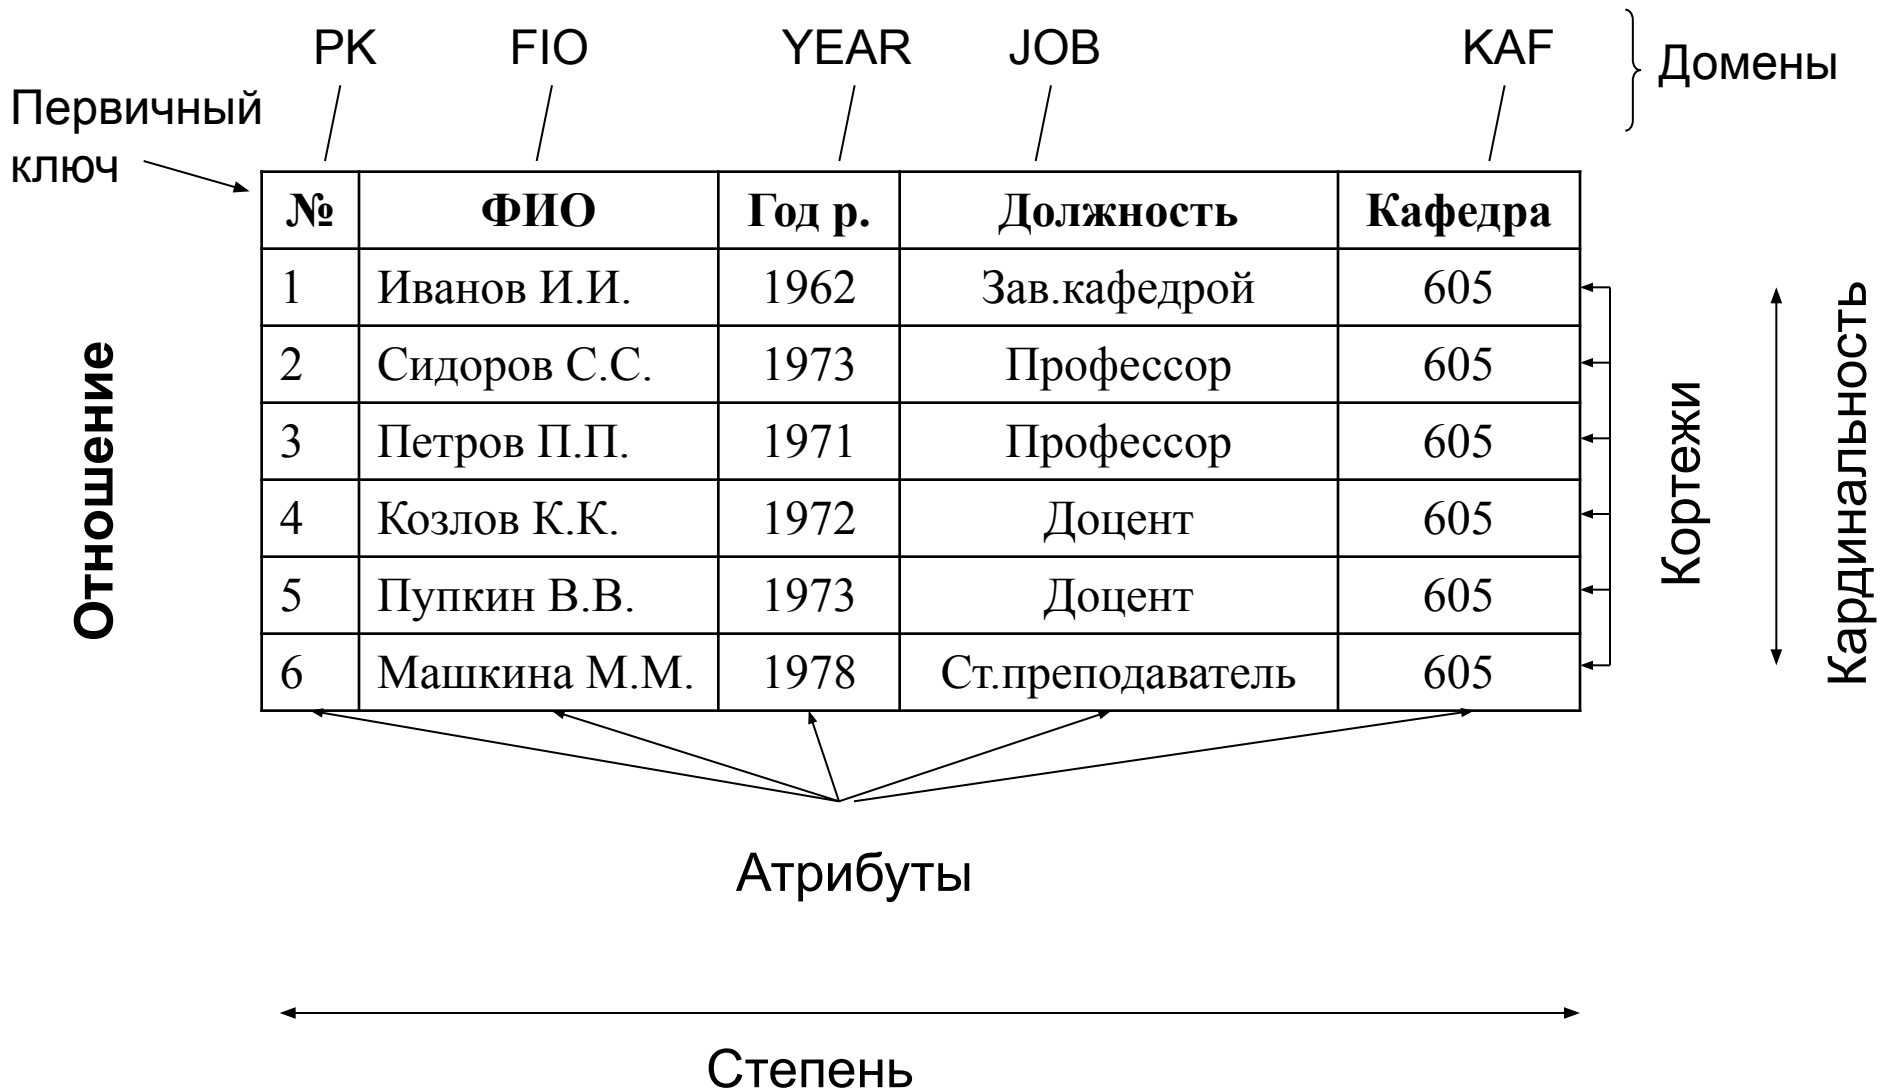 PK FIO YEAR JOB KAF Домены
Первичный
ключ
№ ФИО Год р. Должность Кафедра
1 Иванов И.И. 1962 Зав.кафедрой 605
2 Сидоров С.С. 1973 Профессор 605
3 Петров П.П. 1971 Профессор 605
4 Козлов К.К. 1972 Доцент 605
5 Пупкин В.В. 1973 Доцент 605
6 Машкина М.М. 1978 Ст.преподаватель 605
Отношение
Кортежи
Кардинальность
Атрибуты
Степень